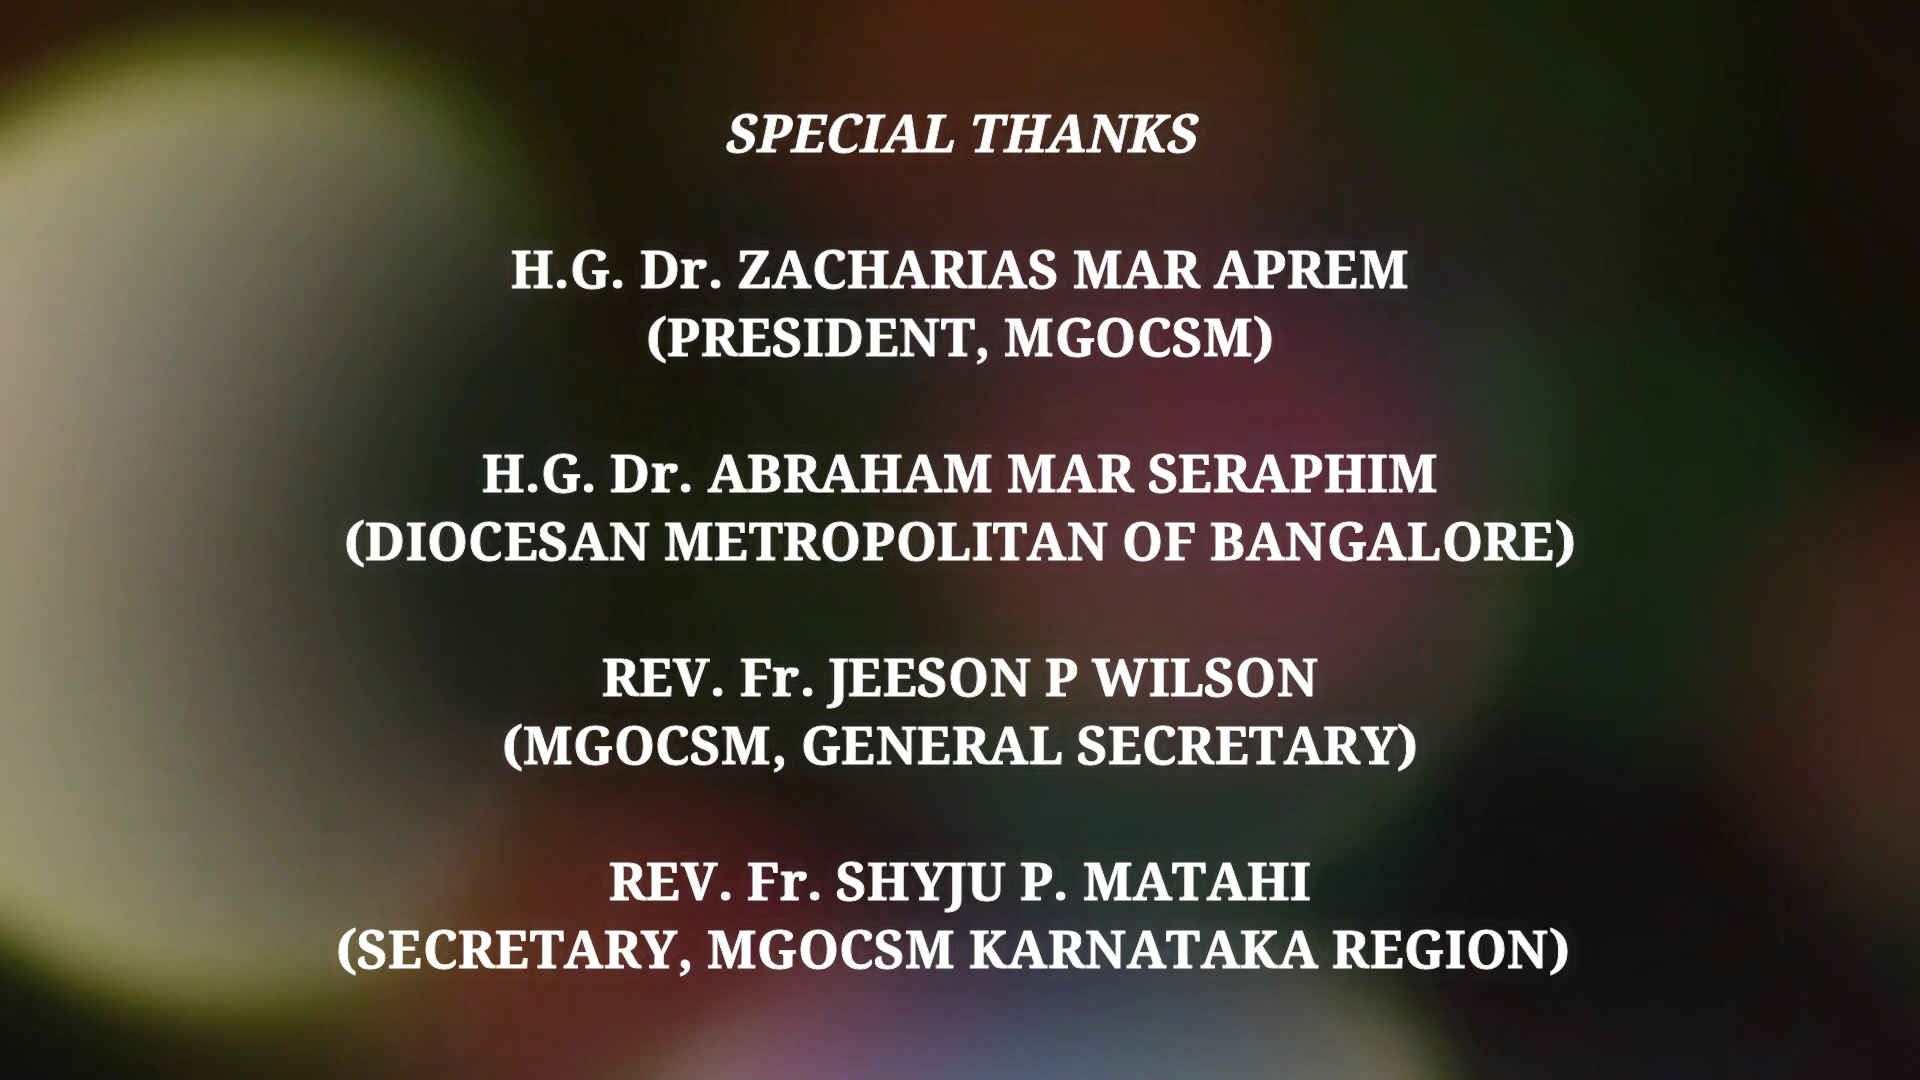 SPECIAL THANKS
H.G. Dr. ZACHARIAS MAR APREM
(PRESIDENT, MGOCSM)
H.G. Dr. ABRAHAM MAR SERAPHIM
(DIOCESAN METROPOLITAN OF BANGALORE)
REV. Fr. JEESON P WILSON
(MGOCSM, GENERAL SECRETARY)
REV. Fr. SHYJU P. MATAHI
(SECRETARY, MGOCSM KARNATAKA REGION)